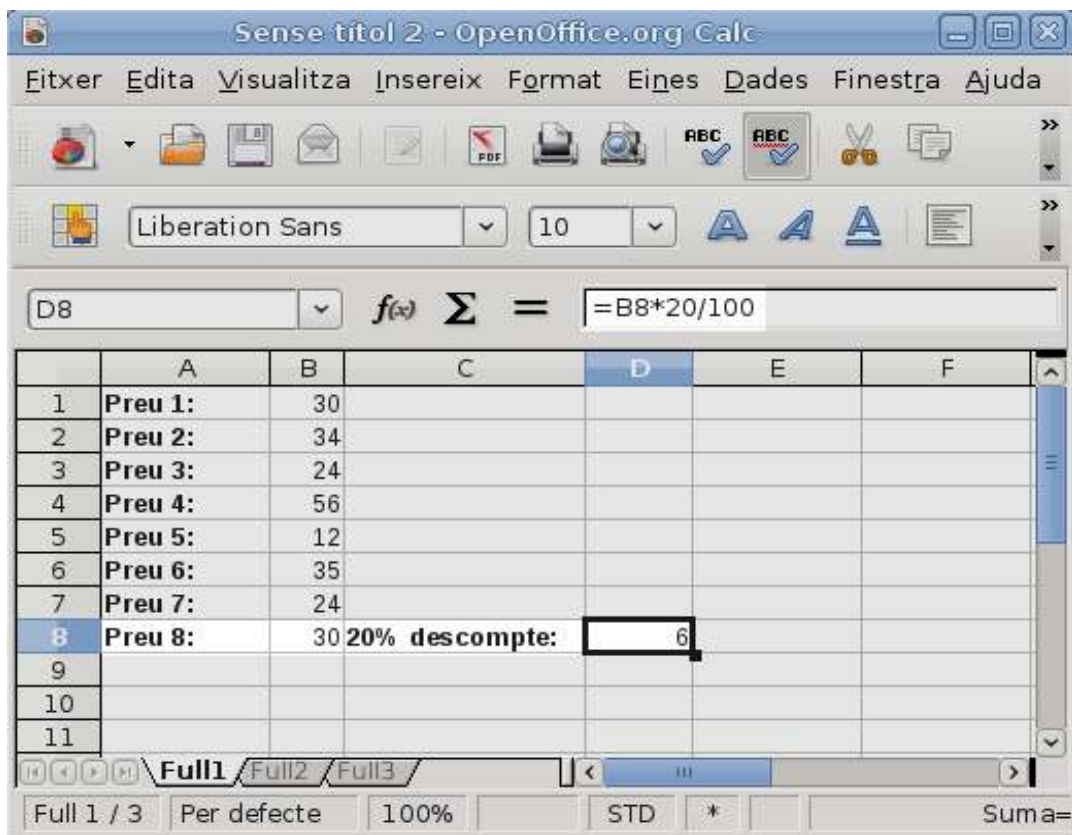 Sense títol 2 - OpenOffice.org Calc
Fitxer Edita Visualitza Insereix Format Eines Dades Finestra Ajuda
PDF ABC ABC
Liberation Sans 10
D8 f(x) Σ = =B8*20/100
A B C D E F
1 Preu 1: 30
2 Preu 2: 34
3 Preu 3: 24
4 Preu 4: 56
5 Preu 5: 12
6 Preu 6: 35
7 Preu 7: 24
8 Preu 8: 30 20% descompte: 6
9
10
11
Full1 Full2 Full3
Full 1 / 3 Per defecte 100% STD * Suma=